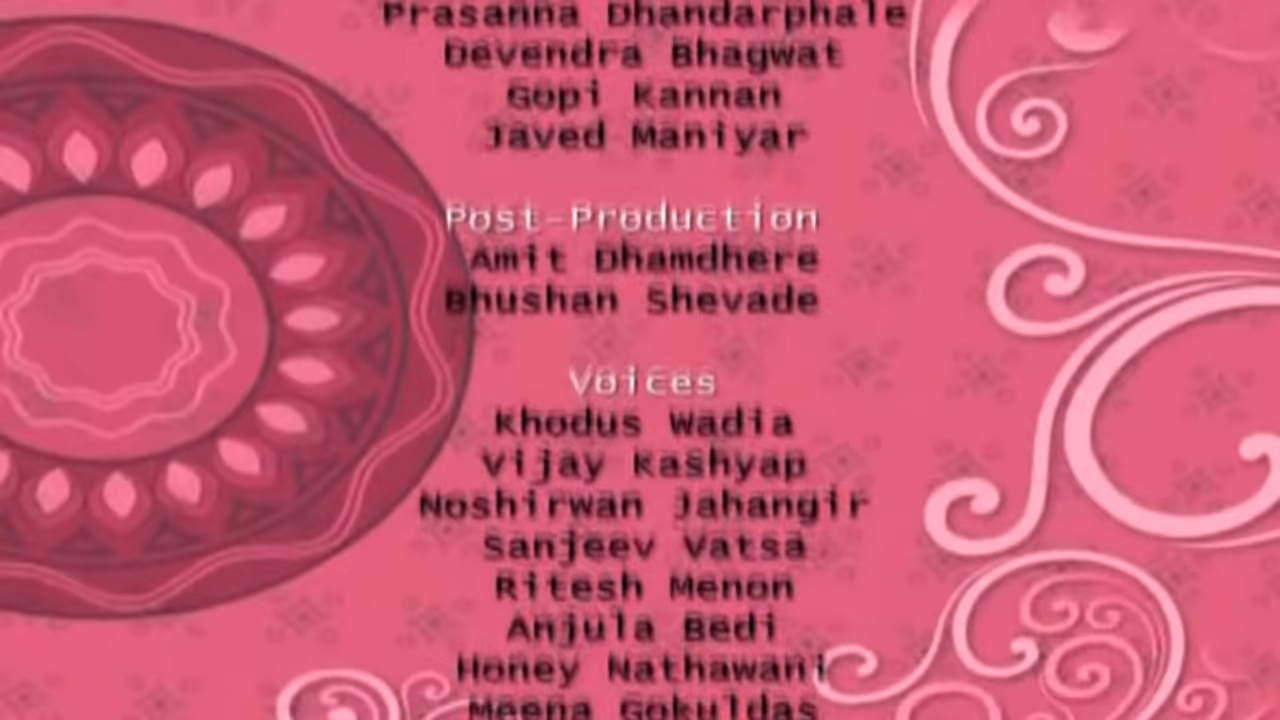 Prasanna Dhandarphale
Devendra Bhagwat
Gopi Kannan
Javed Maniyar
Post-Production
Amit Dhamdhere
Bhushan Shevade
Voices
Khodus Wadia
Vijay Kashyap
Noshirwan Jahangir
Sanjeev Vatsa
Ritesh Menon
Anjula Bedi
Honey Nathawani
Meena Gokuldas